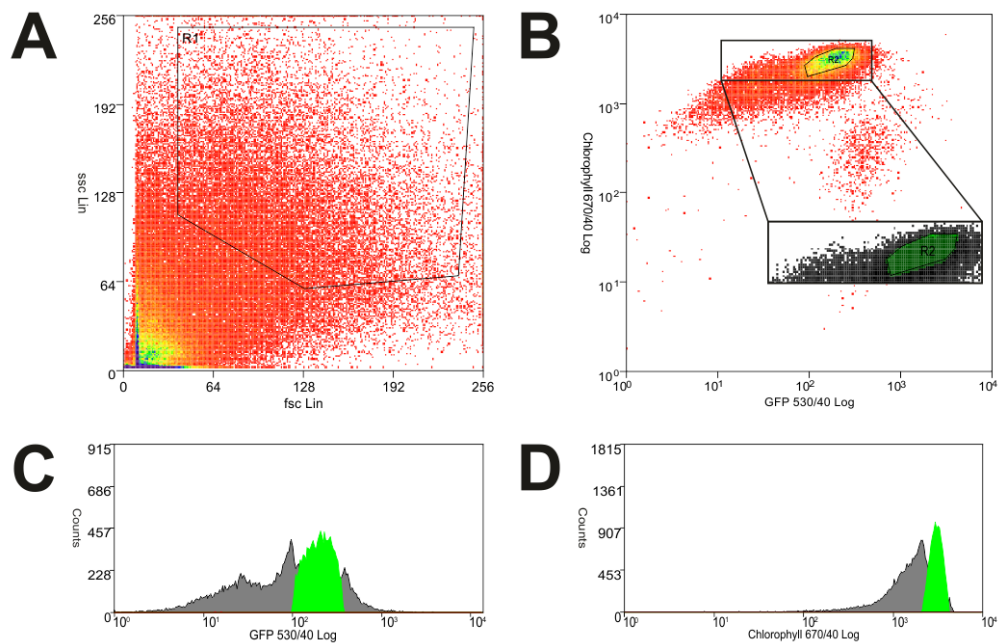 A
256
192
128
64
0
ssc Lin
R1
0 64 128 192 256
fsc Lin
B
10⁴
10³
10²
10¹
10⁰
Chlorophyll 670/40 Log
R2
R2
10⁰ 10¹ 10² 10³ 10⁴
GFP 530/40 Log
C
915
686
457
228
0
Counts
10⁰ 10¹ 10² 10³ 10⁴
GFP 530/40 Log
D
1815
1361
907
453
0
Counts
10⁰ 10¹ 10² 10³ 10⁴
Chlorophyll 670/40 Log